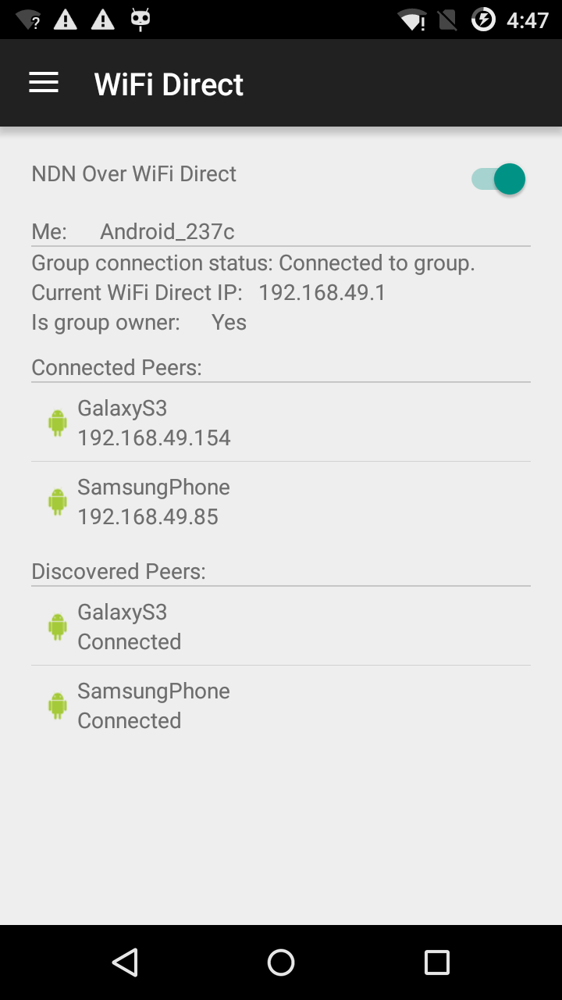 4:47
WiFi Direct
NDN Over WiFi Direct
Me: Android_237c
Group connection status: Connected to group.
Current WiFi Direct IP: 192.168.49.1
Is group owner: Yes
Connected Peers:
GalaxyS3
192.168.49.154
SamsungPhone
192.168.49.85
Discovered Peers:
GalaxyS3
Connected
SamsungPhone
Connected